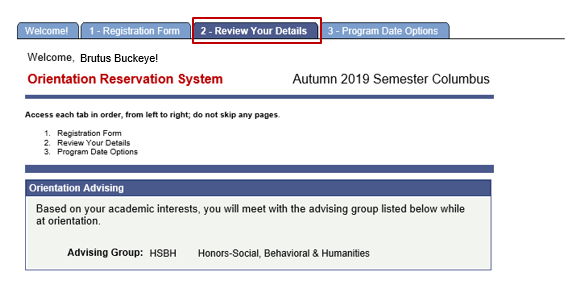 Welcome! 1 - Registration Form 2 - Review Your Details 3 - Program Date Options
Welcome, Brutus Buckeye!
Orientation Reservation System Autumn 2019 Semester Columbus
Access each tab in order, from left to right; do not skip any pages.
1. Registration Form
2. Review Your Details
3. Program Date Options
Orientation Advising
Based on your academic interests, you will meet with the advising group listed below while
at orientation.
Advising Group: HSBH Honors-Social, Behavioral & Humanities